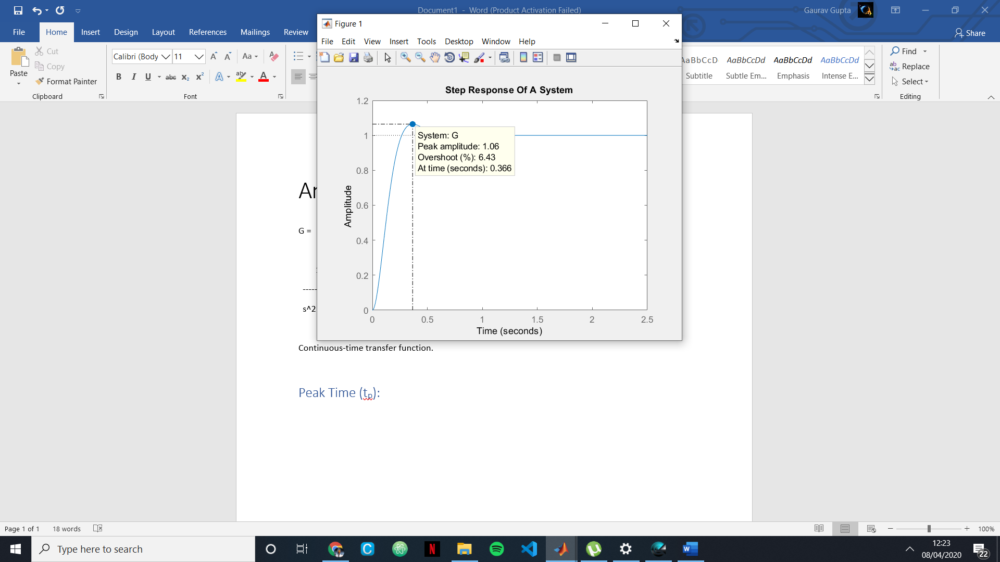 Document1 - Word (Product Activation Failed)
Gaurav Gupta
File Home Insert Design Layout References Mailings Review
Share
Paste
Cut
Copy
Format Painter
Clipboard
Calibri (Body 11
Aa
B I U abc x₂ x² A ab A
Font
AaBbCcD AaBbCcDd AaBbCcDd AaBbCcDd
Subtitle Subtle Em... Emphasis Intense E...
Find
Replace
Select
Editing
Figure 1
File Edit View Insert Tools Desktop Window Help
Step Response Of A System
1.2
1
0.8
0.6
0.4
0.2
0
Amplitude
System: G
Peak amplitude: 1.06
Overshoot (%): 6.43
At time (seconds): 0.366
0 0.5 1 1.5 2 2.5
Time (seconds)
G =
-----
s^2
Continuous-time transfer function.
Peak Time (tₚ):
Page 1 of 1 18 words
100%
Type here to search
12:23
08/04/2020
22